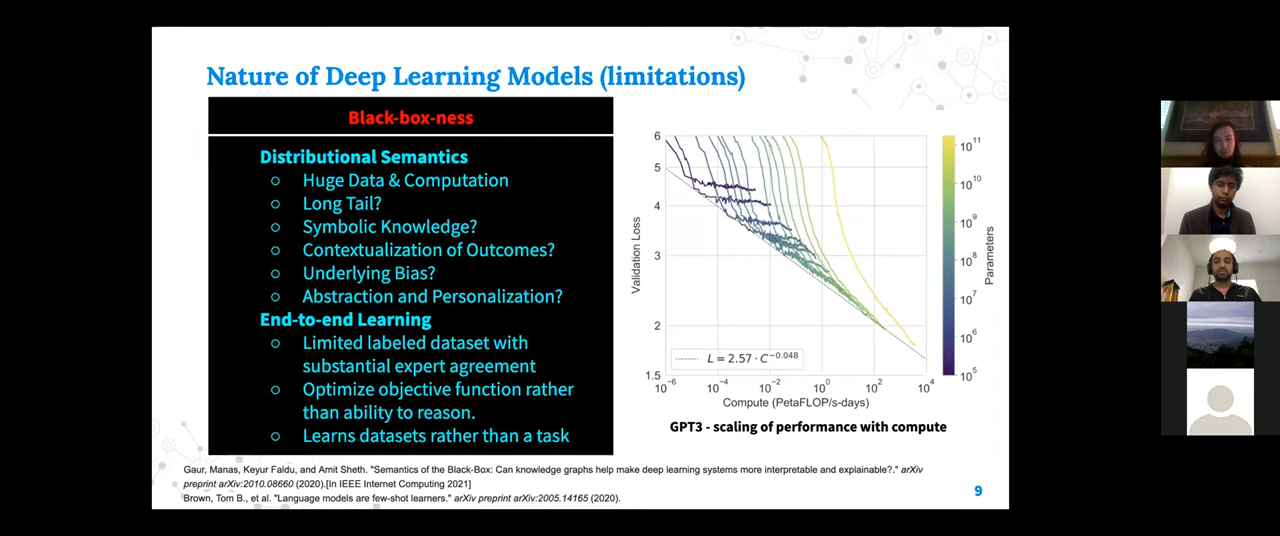 Nature of Deep Learning Models (limitations)
Black-box-ness
Distributional Semantics
○ Huge Data & Computation
○ Long Tail?
○ Symbolic Knowledge?
○ Contextualization of Outcomes?
○ Underlying Bias?
○ Abstraction and Personalization?
End-to-end Learning
○ Limited labeled dataset with
substantial expert agreement
○ Optimize objective function rather
than ability to reason.
○ Learns datasets rather than a task
6
5
4
3
2
1.5
Validation Loss
L = 2.57 · C^−0.048
10^−6 10^−4 10^−2 10^0 10^2 10^4
Compute (PetaFLOP/s-days)
10^11
10^10
10^9
10^8
10^7
10^6
10^5
Parameters
GPT3 - scaling of performance with compute
Gaur, Manas, Keyur Faldu, and Amit Sheth. "Semantics of the Black-Box: Can knowledge graphs help make deep learning systems more interpretable and explainable?." arXiv
preprint arXiv:2010.08660 (2020).[In IEEE Internet Computing 2021]
Brown, Tom B., et al. "Language models are few-shot learners." arXiv preprint arXiv:2005.14165 (2020).
9